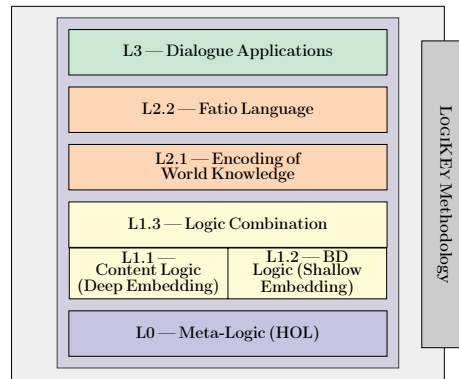 L3 — Dialogue Applications
L2.2 — Fatio Language
L2.1 — Encoding of
World Knowledge
L1.3 — Logic Combination
L1.1 —
Content Logic
(Deep Embedding)
L1.2 — BD
Logic (Shallow
Embedding)
L0 — Meta-Logic (HOL)
LogiKEy Methodology